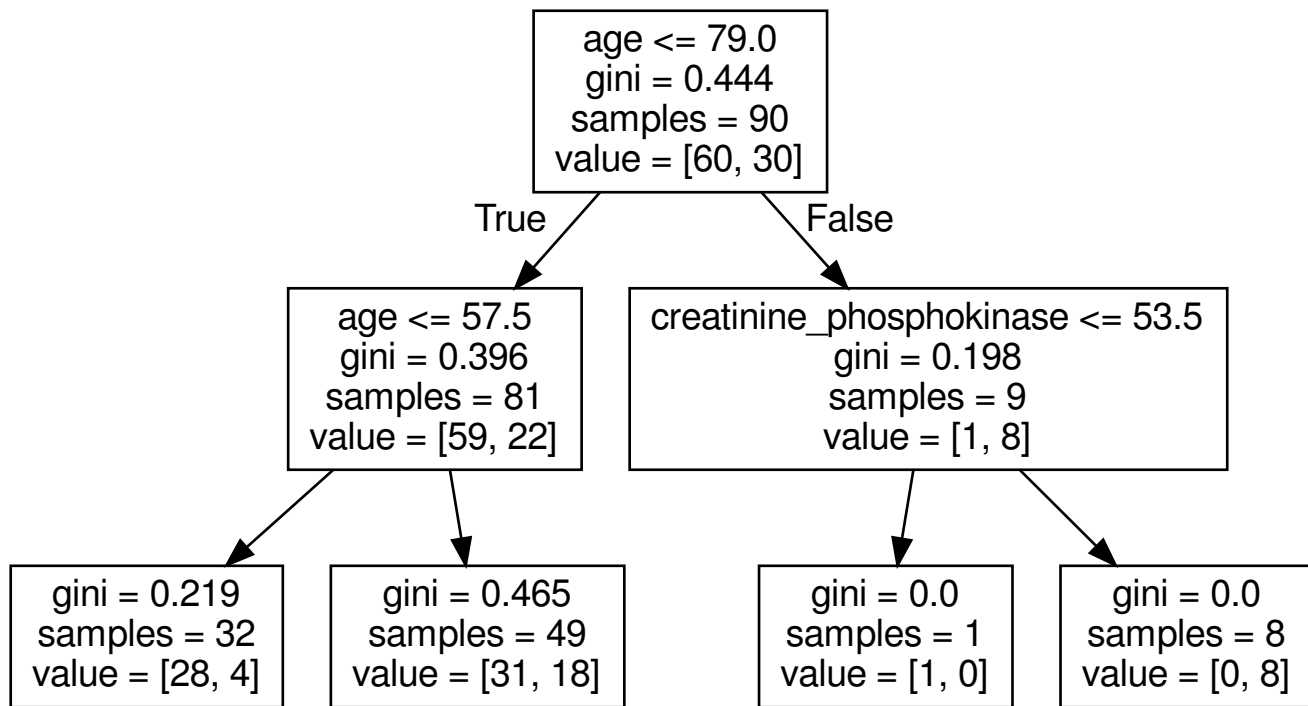 age <= 79.0
gini = 0.444
samples = 90
value = [60, 30]
True
False
age <= 57.5
gini = 0.396
samples = 81
value = [59, 22]
creatinine_phosphokinase <= 53.5
gini = 0.198
samples = 9
value = [1, 8]
gini = 0.219
samples = 32
value = [28, 4]
gini = 0.465
samples = 49
value = [31, 18]
gini = 0.0
samples = 1
value = [1, 0]
gini = 0.0
samples = 8
value = [0, 8]